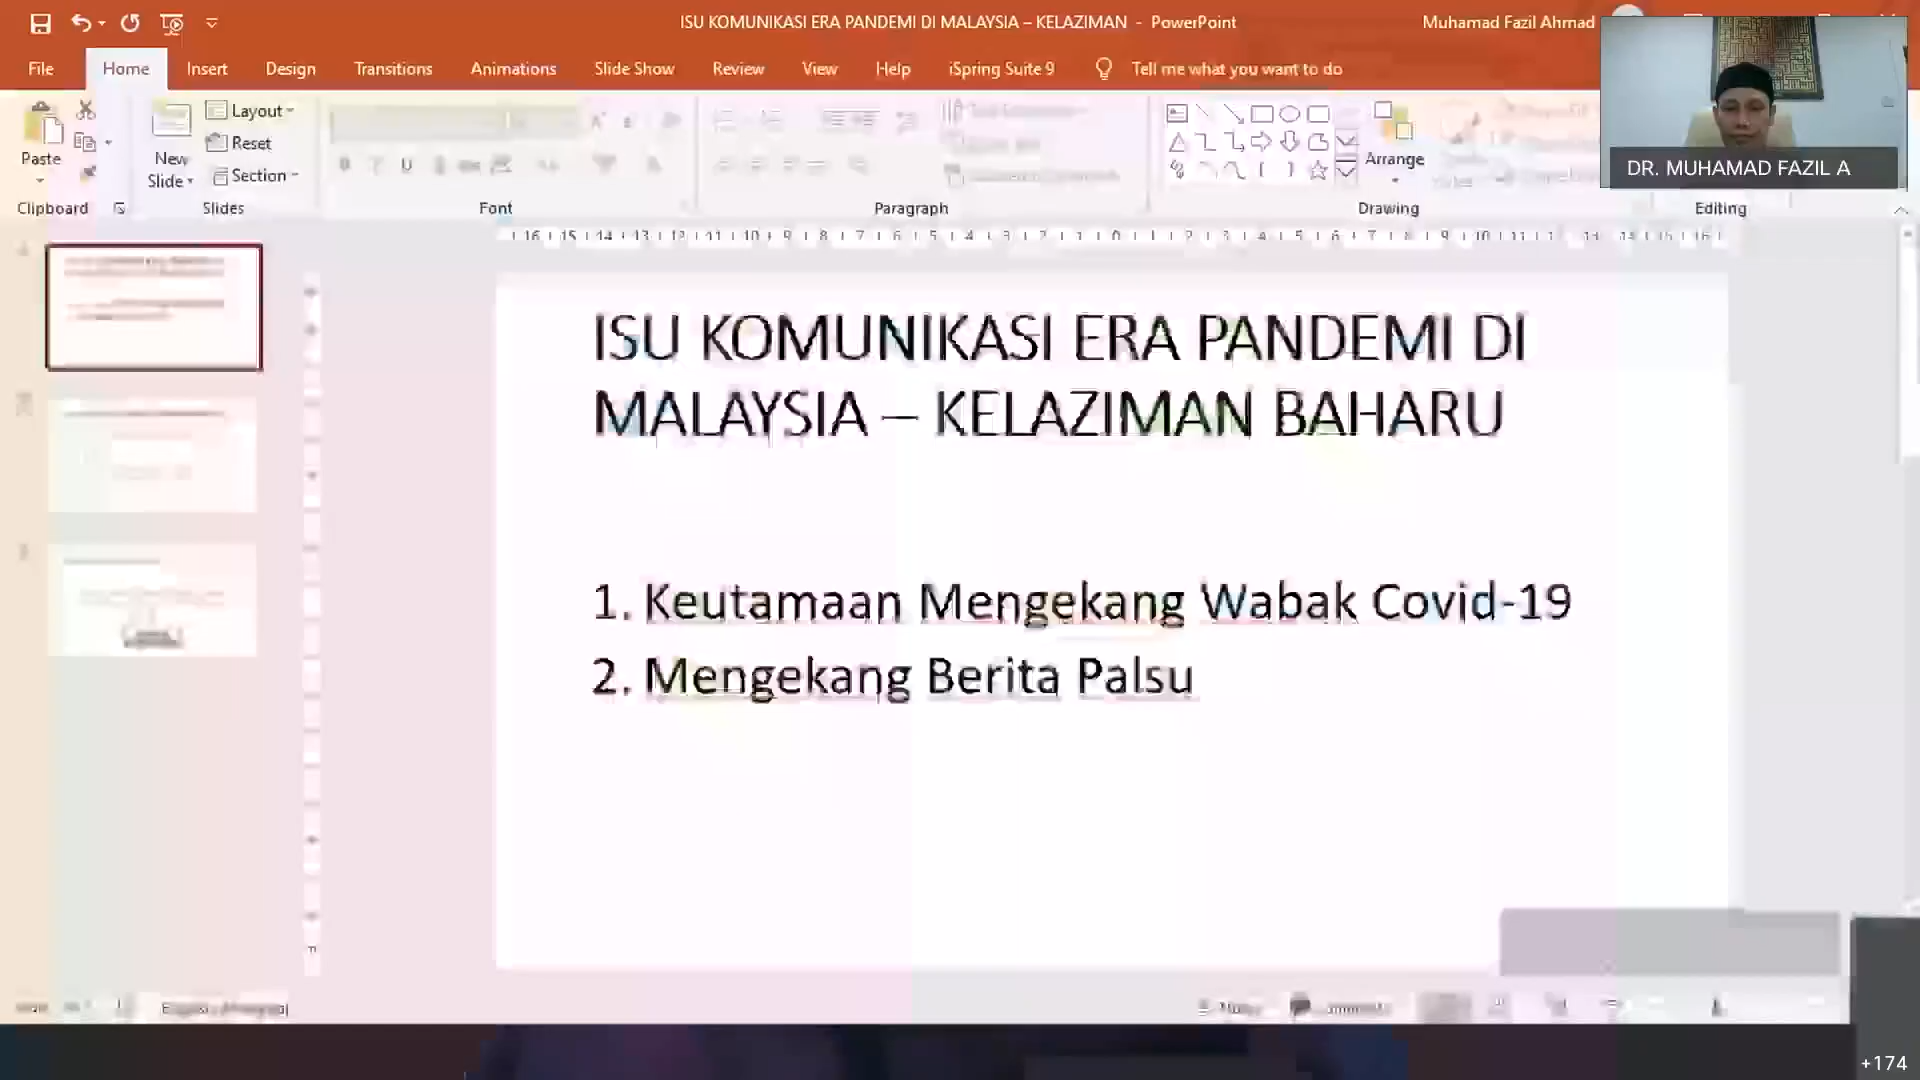 ISU KOMUNIKASI ERA PANDEMI DI MALAYSIA – KELAZIMAN - PowerPoint
Muhamad Fazil Ahmad
File Home Insert Design Transitions Animations Slide Show Review View Help iSpring Suite 9 Tell me what you want to do
Paste
New Slide
Layout
Reset
Section
Arrange
Clipboard Slides Font Paragraph Drawing Editing
DR. MUHAMAD FAZIL A
ISU KOMUNIKASI ERA PANDEMI DI
MALAYSIA – KELAZIMAN BAHARU
1. Keutamaan Mengekang Wabak Covid-19
2. Mengekang Berita Palsu
+174